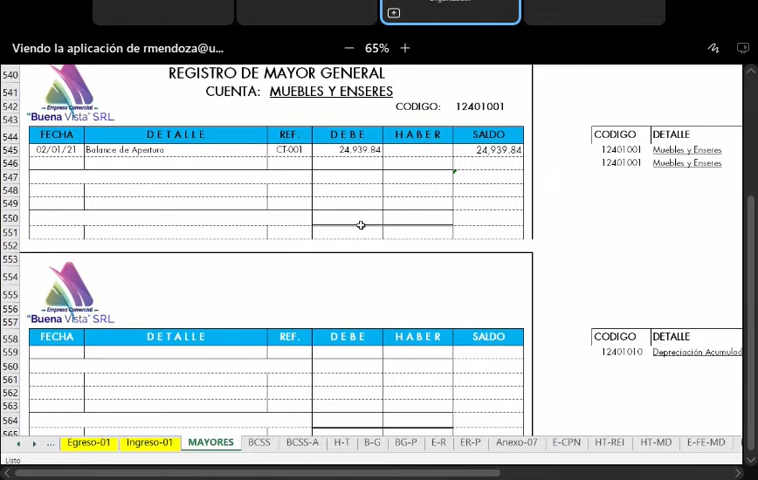 Viendo la aplicación de rmendoza@u...
65%
REGISTRO DE MAYOR GENERAL
CUENTA: MUEBLES Y ENSERES
CODIGO: 12401001
Empresa Comercial
"Buena Vista" S.R.L.
FECHA DETALLE REF. DEBE HABER SALDO
02/01/21 Balance de Apertura CT-001 24,939.84 24,939.84
CODIGO DETALLE
12401001 Muebles y Enseres
12401001 Muebles y Enseres
Empresa Comercial
"Buena Vista" S.R.L.
FECHA DETALLE REF. DEBE HABER SALDO
CODIGO DETALLE
12401010 Depreciación Acumulad
540
541
542
543
544
545
546
547
548
549
550
551
552
553
554
555
556
557
558
559
560
561
562
563
564
565
... Egreso-01 Ingreso-01 MAYORES BCSS BCSS-A H-T B-G BG-P E-R ER-P Anexo-07 E-CPN HT-REI HT-MD E-FE-MD
Listo